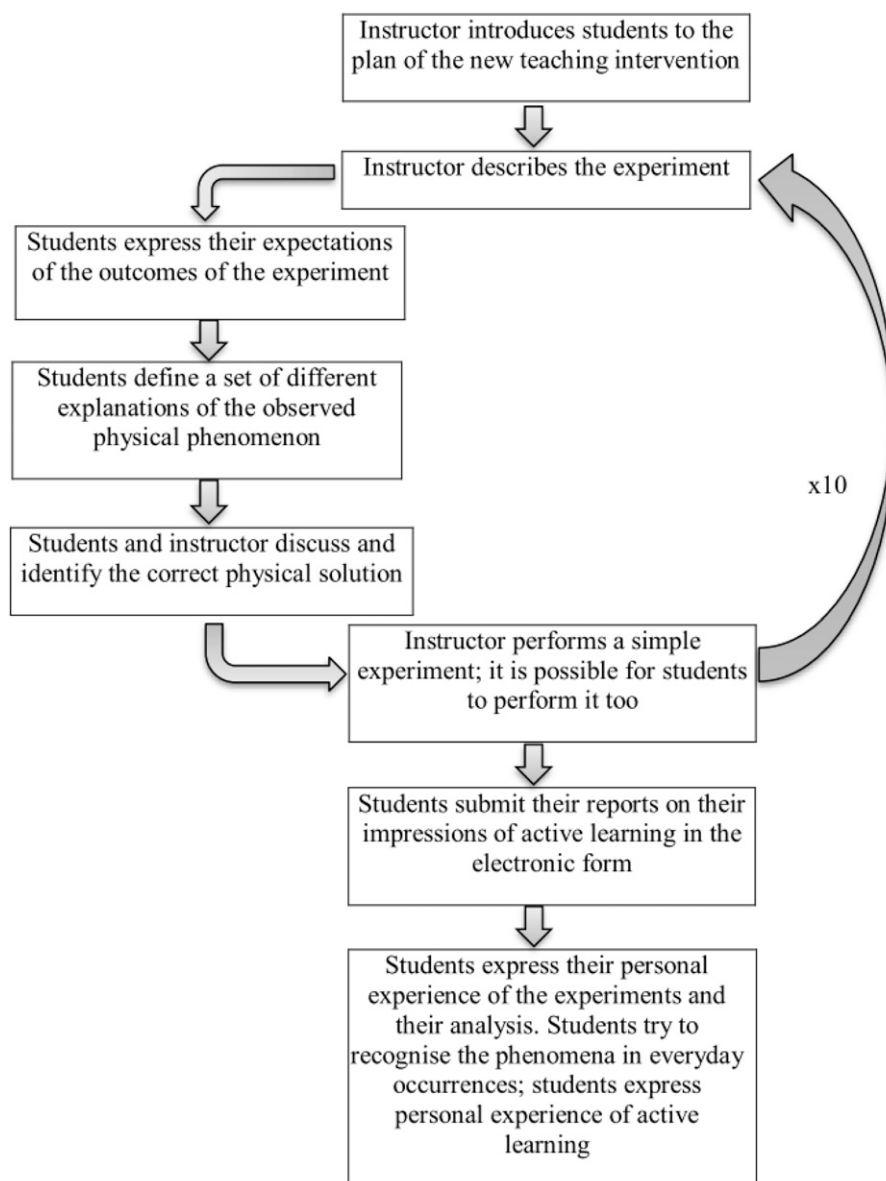 Instructor introduces students to the
plan of the new teaching intervention
Instructor describes the experiment
Students express their expectations
of the outcomes of the experiment
Students define a set of different
explanations of the observed
physical phenomenon
x10
Students and instructor discuss and
identify the correct physical solution
Instructor performs a simple
experiment; it is possible for students
to perform it too
Students submit their reports on their
impressions of active learning in the
electronic form
Students express their personal
experience of the experiments and
their analysis. Students try to
recognise the phenomena in everyday
occurrences; students express
personal experience of active
learning